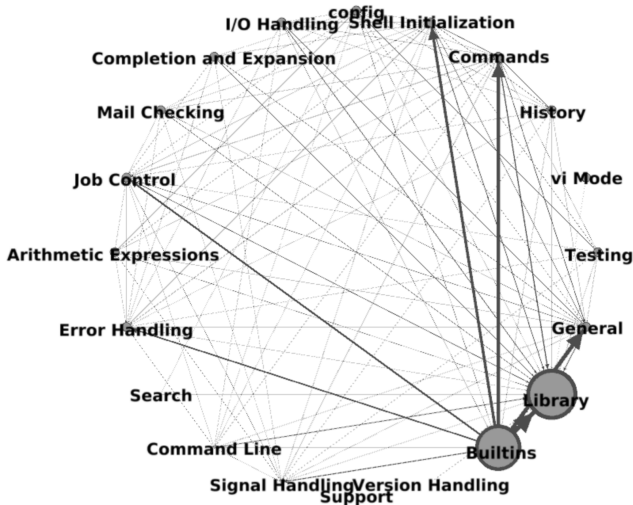 config
I/O Handling
Shell Initialization
Completion and Expansion
Commands
Mail Checking
History
Job Control
vi Mode
Arithmetic Expressions
Testing
Error Handling
General
Search
Library
Command Line
Builtins
Signal Handling
Version Handling
Support